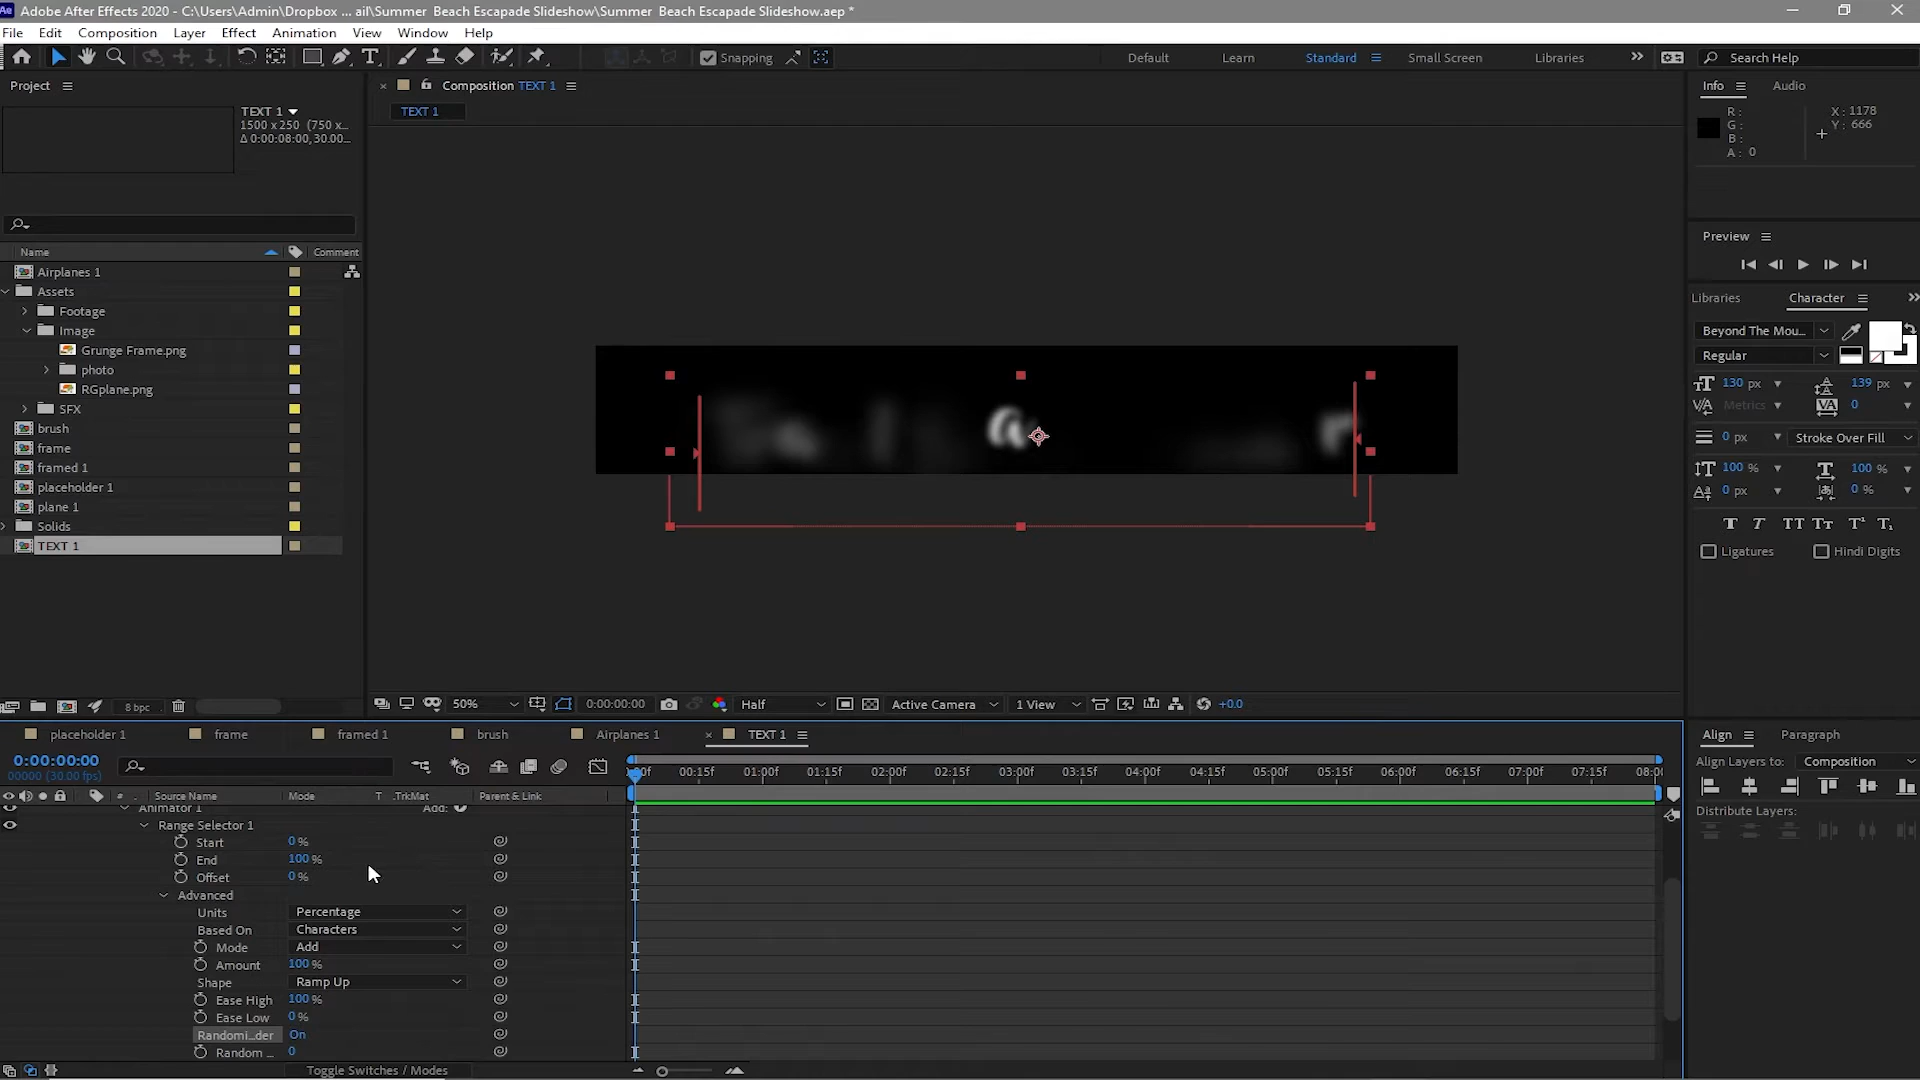 Adobe After Effects 2020 - C:\Users\Admin\Dropbox ... ail\Summer  Beach Escapade Slideshow\Summer  Beach Escapade Slideshow.aep *
File Edit Composition Layer Effect Animation View Window Help
Snapping Default Learn Standard Small Screen Libraries Search Help
Project
TEXT 1
1500 x 250 (750 x...
Δ 0:00:08:00, 30.00...
Name Comment
Airplanes 1
Assets
Footage
Image
Grunge Frame.png
photo
RGplane.png
SFX
brush
frame
framed 1
placeholder 1
plane 1
Solids
TEXT 1
8 bpc
Composition TEXT 1
TEXT 1
50% 0:00:00:00 Half Active Camera 1 View +0.0
Info Audio
R: X: 1178
G: Y: 666
B:
A: 0
Preview
Libraries Character
Beyond The Mou...
Regular
130 px 139 px
Metrics 0
0 px Stroke Over Fill
100 % 100 %
0 px 0 %
T T TT Tt T¹ T₁
Ligatures Hindi Digits
placeholder 1 frame framed 1 brush Airplanes 1 TEXT 1
0:00:00:00
00000 (30.00 fps)
:00f 00:15f 01:00f 01:15f 02:00f 02:15f 03:00f 03:15f 04:00f 04:15f 05:00f 05:15f 06:00f 06:15f 07:00f 07:15f 08:00
# Source Name Mode T .TrkMat Parent & Link
Animator 1 Add:
Range Selector 1
Start 0 %
End 100 %
Offset 0 %
Advanced
Units Percentage
Based On Characters
Mode Add
Amount 100 %
Shape Ramp Up
Ease High 100 %
Ease Low 0 %
Randomi...der On
Random ... 0
Toggle Switches / Modes
Align Paragraph
Align Layers to: Composition
Distribute Layers: